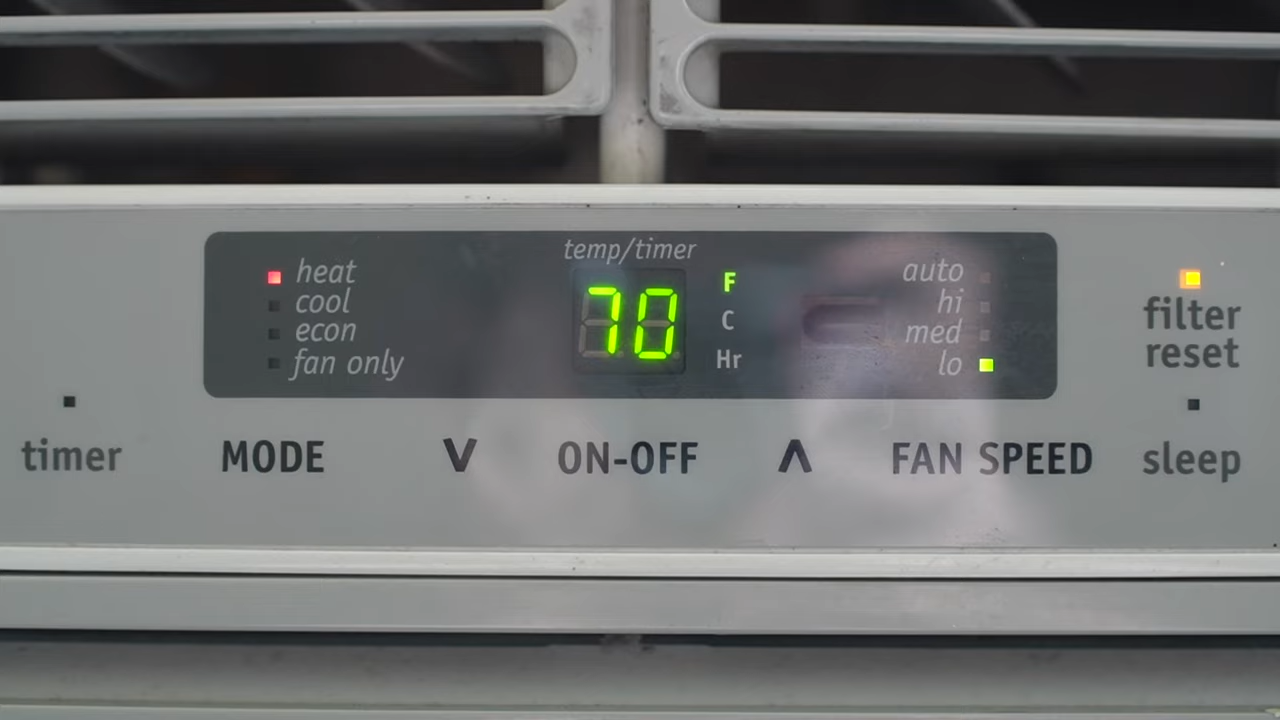 temp/timer
heat
cool
econ
fan only
70
F
C
Hr
auto
hi
med
lo
filter
reset
timer
MODE
V
ON-OFF
Λ
FAN SPEED
sleep